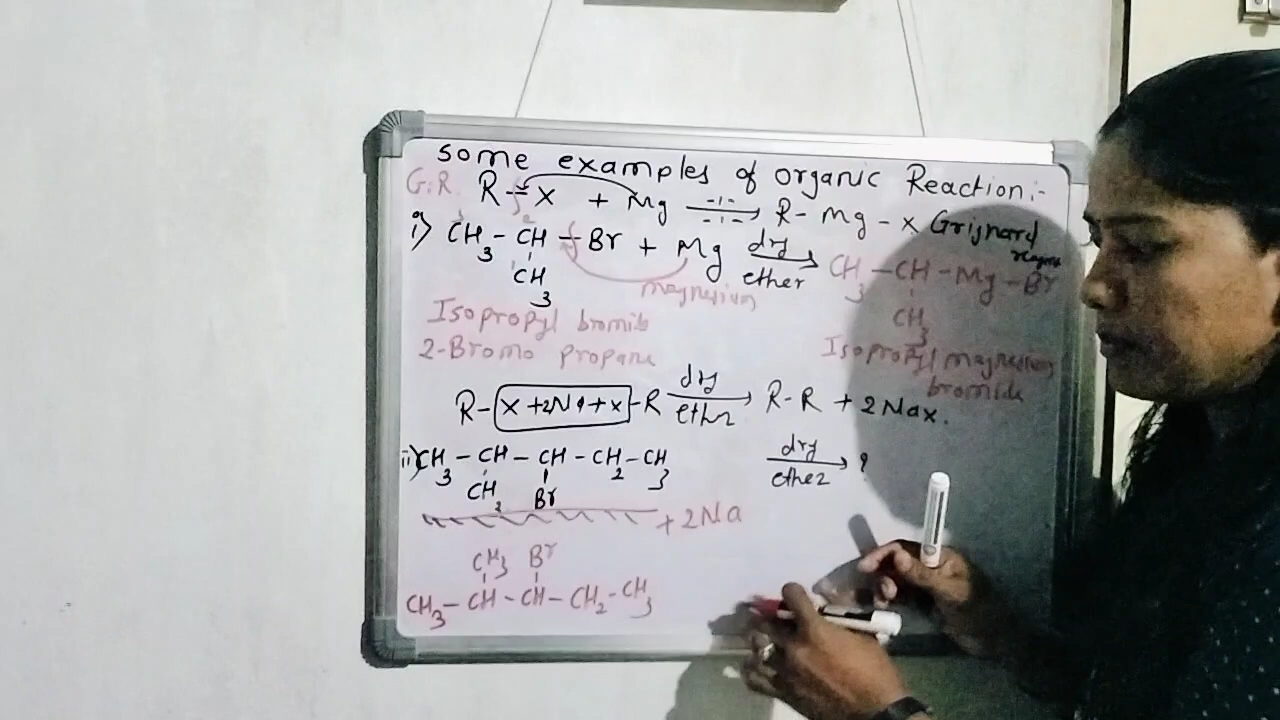 some examples of organic Reaction:-
G.R. R - X + Mg → R - Mg - X Grijnard
i) CH3 - CH - Br + Mg dry ether → CH3 - CH - Mg - Br
CH3 magnesium CH3
Isopropyl bromide
2-Bromo propane Isopropyl magnesium bromide
R - X + 2Na + X - R dry ether → R - R + 2Nax.
ii) CH3 - CH - CH - CH2 - CH3 dry ether → ?
CH2 Br
+ 2Na
CH3 Br
CH3 - CH - CH - CH2 - CH3